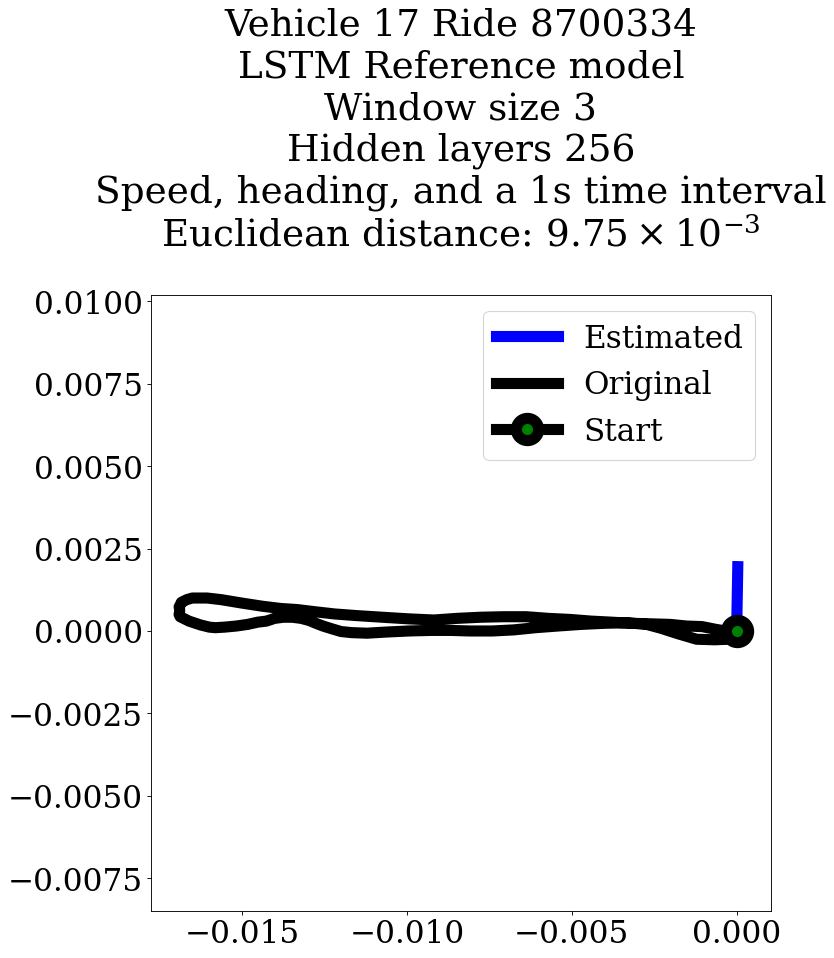 Vehicle 17 Ride 8700334
LSTM Reference model
Window size 3
Hidden layers 256
Speed, heading, and a 1s time interval
Euclidean distance: 9.75 × 10⁻³
0.0100
0.0075
0.0050
0.0025
0.0000
−0.0025
−0.0050
−0.0075
Estimated
Original
Start
−0.015 −0.010 −0.005 0.000